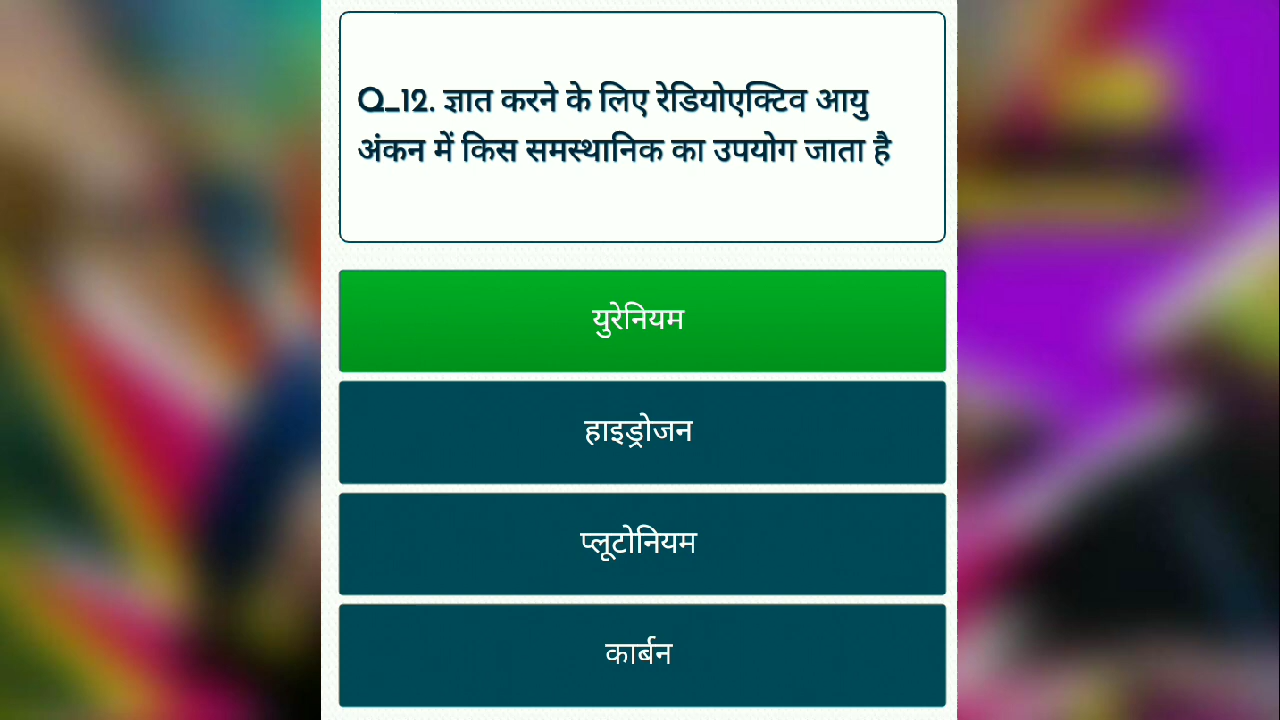 Q_12. ज्ञात करने के लिए रेडियोएक्टिव आयु
अंकन में किस समस्थानिक का उपयोग जाता है
युरेनियम
हाइड्रोजन
प्लूटोनियम
कार्बन